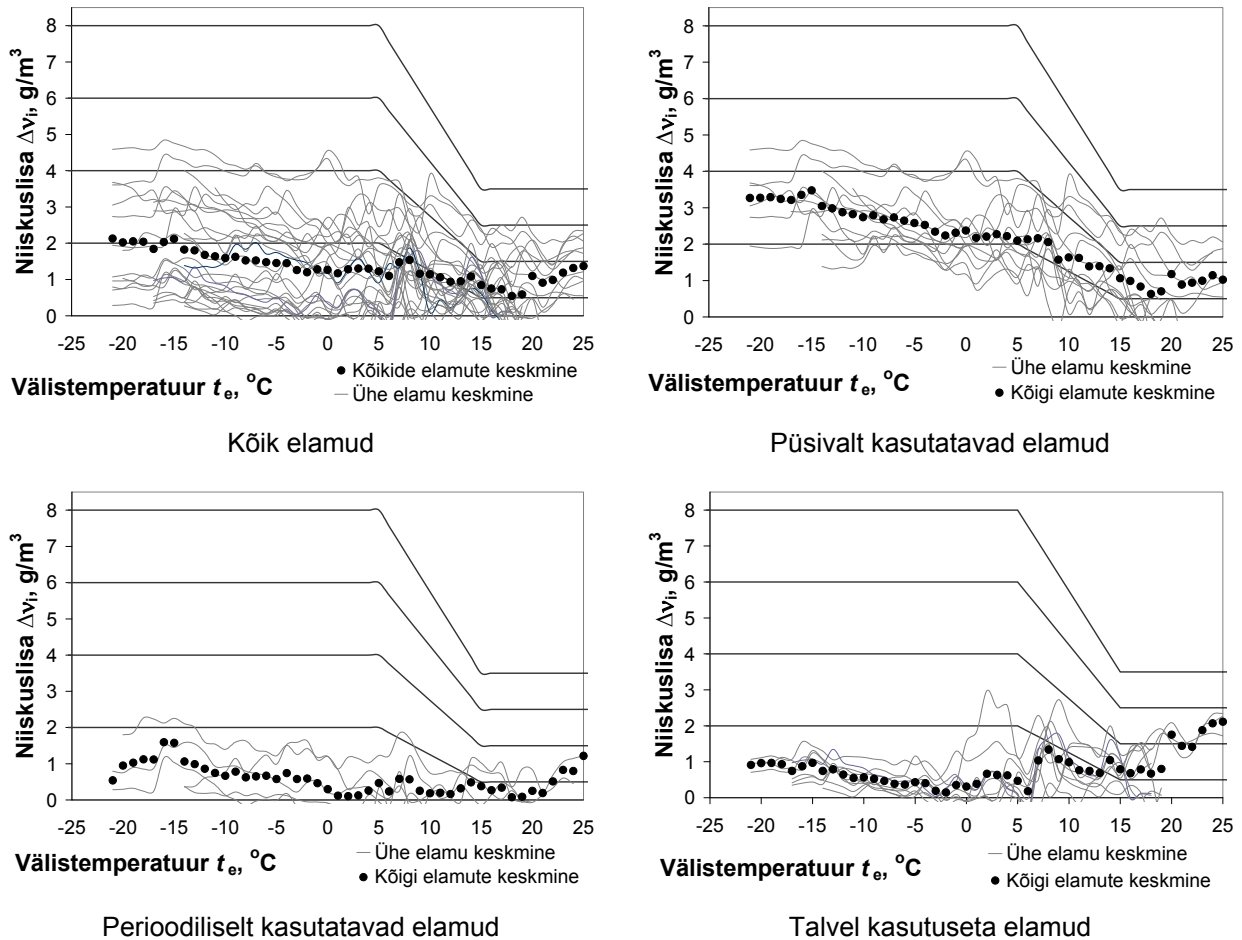 Niiskuslisa Δνi, g/m³
8
7
6
5
4
3
2
1
0
-25 -20 -15 -10 -5 0 5 10 15 20 25
Välistemperatuur te, °C
Kõikide elamute keskmine
Ühe elamu keskmine
Kõik elamud
Niiskuslisa Δνi, g/m³
8
7
6
5
4
3
2
1
0
-25 -20 -15 -10 -5 0 5 10 15 20 25
Välistemperatuur te, °C
Ühe elamu keskmine
Kõigi elamute keskmine
Püsivalt kasutatavad elamud
Niiskuslisa Δνi, g/m³
8
7
6
5
4
3
2
1
0
-25 -20 -15 -10 -5 0 5 10 15 20 25
Välistemperatuur te, °C
Ühe elamu keskmine
Kõigi elamute keskmine
Perioodiliselt kasutatavad elamud
Niiskuslisa Δνi, g/m³
8
7
6
5
4
3
2
1
0
-25 -20 -15 -10 -5 0 5 10 15 20 25
Välistemperatuur te, °C
Ühe elamu keskmine
Kõigi elamute keskmine
Talvel kasutuseta elamud